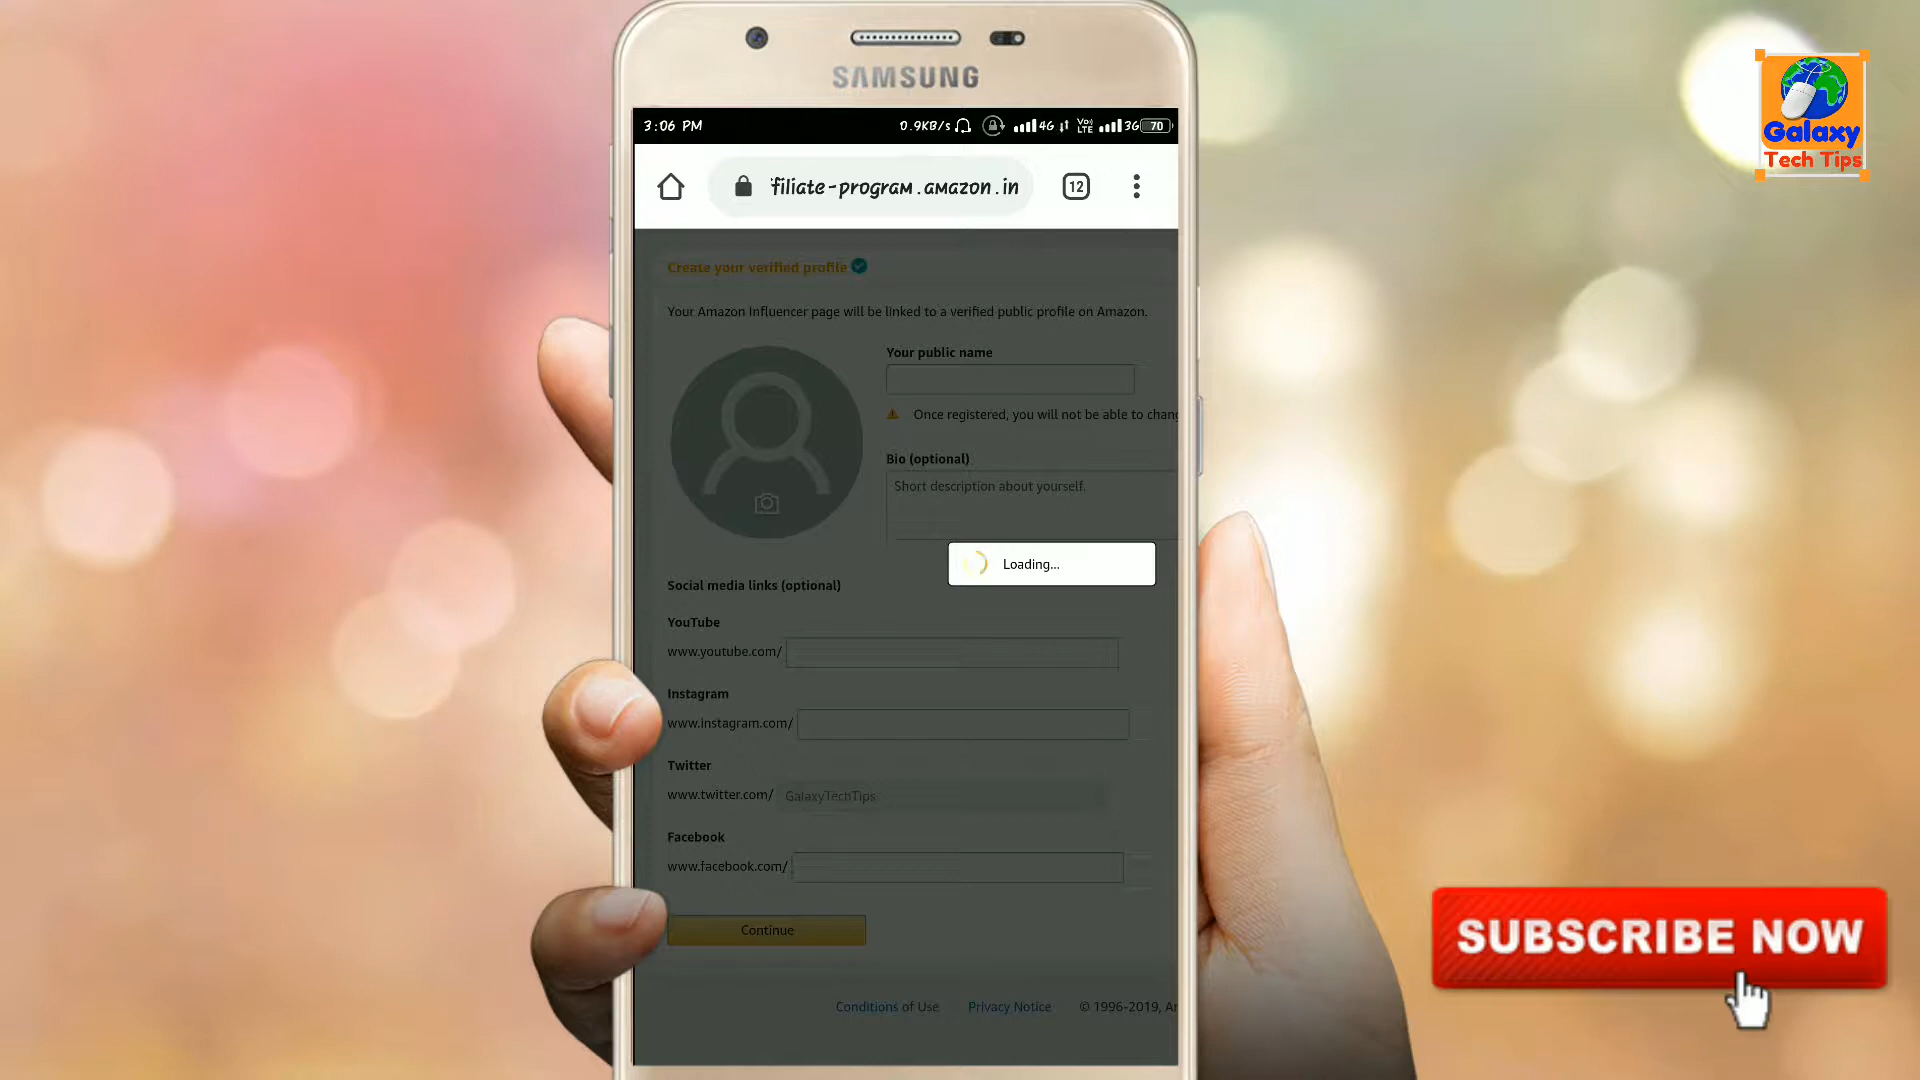 SAMSUNG
3:06 PM
0.9KB/s 4G Vo) LTE 3G 70
filiate-program.amazon.in
12
Create your verified profile
Your Amazon Influencer page will be linked to a verified public profile on Amazon.
Your public name
Once registered, you will not be able to chang
Bio (optional)
Short description about yourself.
Loading...
Social media links (optional)
YouTube
www.youtube.com/
Instagram
www.instagram.com/
Twitter
www.twitter.com/ GalaxyTechTips
Facebook
www.facebook.com/
Continue
Conditions of Use Privacy Notice © 1996-2019, A
Galaxy
Tech Tips
SUBSCRIBE NOW